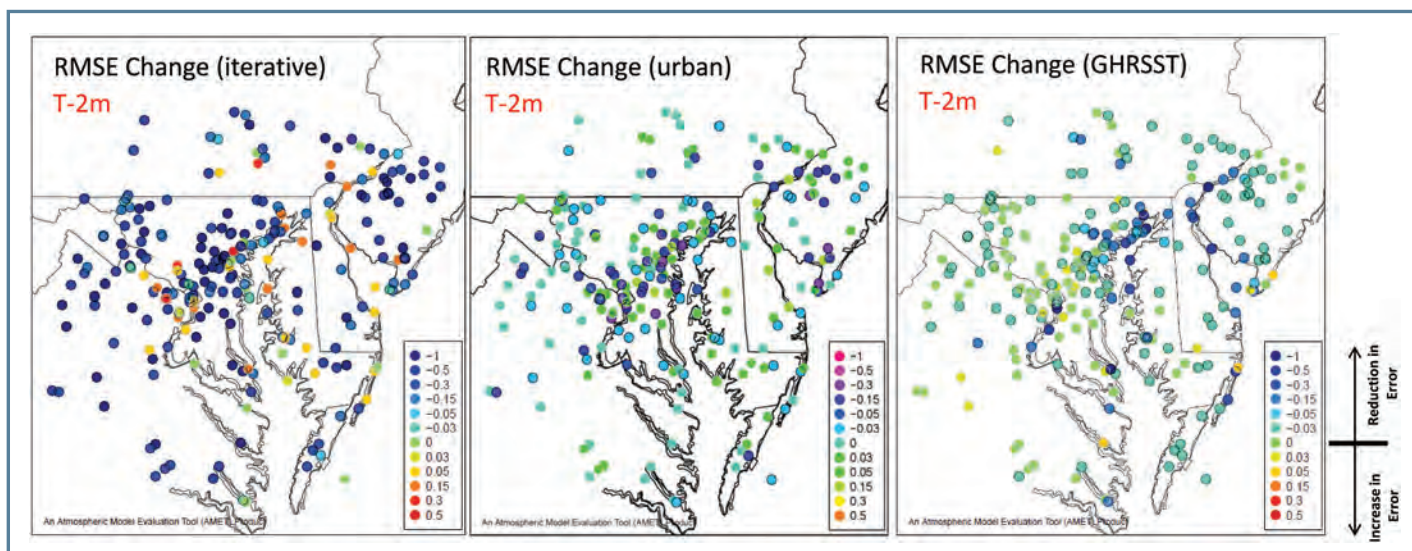 RMSE Change (iterative)
T-2m
−1
−0.5
−0.3
−0.15
−0.05
−0.03
0
0.03
0.05
0.15
0.3
0.5
An Atmospheric Model Evaluation Tool (AMET) Product
RMSE Change (urban)
T-2m
−1
−0.5
−0.3
−0.15
−0.05
−0.03
0
0.03
0.05
0.15
0.3
0.5
An Atmospheric Model Evaluation Tool (AMET) Product
RMSE Change (GHRSST)
T-2m
−1
−0.5
−0.3
−0.15
−0.05
−0.03
0
0.03
0.05
0.15
0.3
0.5
An Atmospheric Model Evaluation Tool (AMET) Product
Reduction in
Error
Increase in
Error